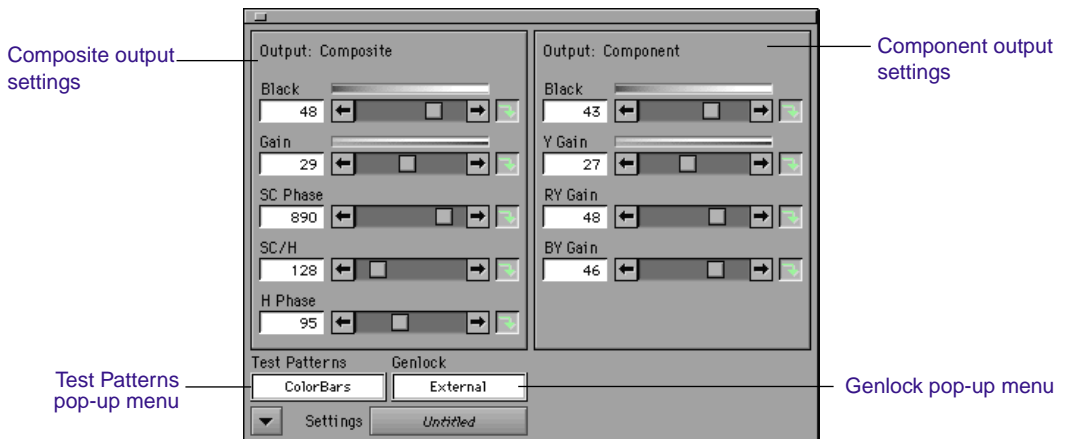 Composite output
settings
Component output
settings
Output: Composite
Black
48
Gain
29
SC Phase
890
SC/H
128
H Phase
95
Output: Component
Black
43
Y Gain
27
RY Gain
48
BY Gain
46
Test Patterns
pop-up menu
Test Patterns
ColorBars
Genlock
External
Genlock pop-up menu
Settings
Untitled